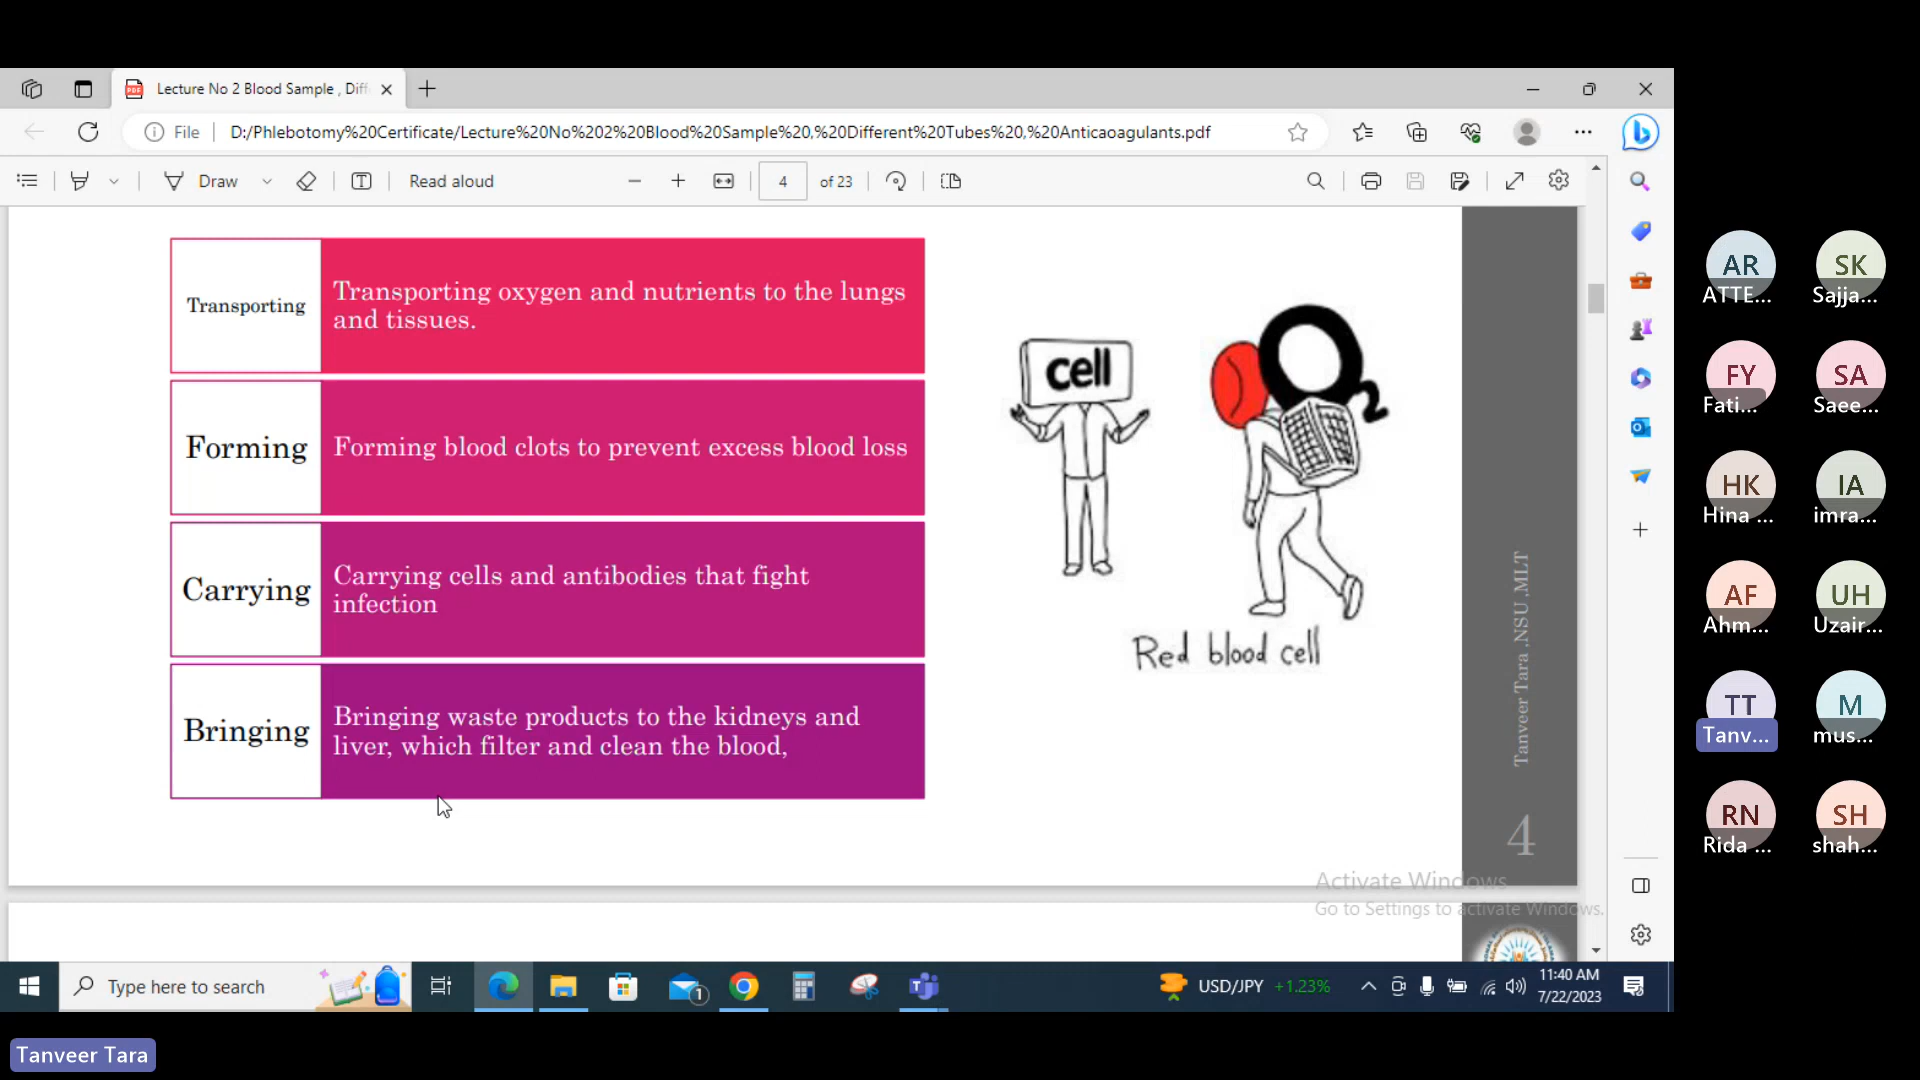 Lecture No 2 Blood Sample , Diff
File
D:/Phlebotomy%20Certificate/Lecture%20No%202%20Blood%20Sample%20,%20Different%20Tubes%20,%20Anticaoagulants.pdf
Draw
Read aloud
4
of 23
Transporting
Transporting oxygen and nutrients to the lungs
and tissues.
Forming
Forming blood clots to prevent excess blood loss
Carrying
Carrying cells and antibodies that fight
infection
Bringing
Bringing waste products to the kidneys and
liver, which filter and clean the blood,
cell
O2
Red blood cell
Tanveer Tara ,NSU ,MLT
4
Activate Windows
Go to Settings to activate Windows.
Type here to search
1
USD/JPY +1.23%
11:40 AM
7/22/2023
AR
ATTE...
SK
Sajja...
FY
Fati...
SA
Saee...
HK
Hina ...
IA
imra...
AF
Ahm...
UH
Uzair...
TT
Tanv...
M
mus...
RN
Rida ...
SH
shah...
Tanveer Tara